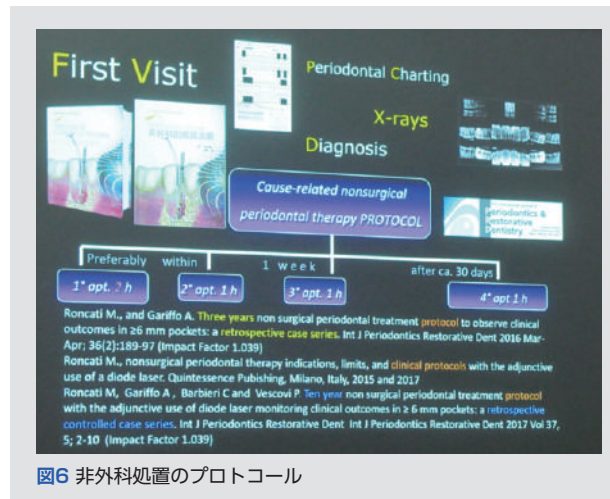 First Visit
Periodontal Charting
X-rays
Diagnosis
非外科的歯周治療
Cause-related nonsurgical
periodontal therapy PROTOCOL
Periodontics &
Restorative
Dentistry
Preferably within 1 week after ca. 30 days
1° apt. 2 h 2° apt. 1 h 3° apt. 1 h 4° apt 1 h
Roncati M., and Gariffo A. Three years non surgical periodontal treatment protocol to observe clinical
outcomes in ≥6 mm pockets: a retrospective case series. Int J Periodontics Restorative Dent 2016 Mar-
Apr; 36(2):189-97 (Impact Factor 1.039)
Roncati M., nonsurgical periodontal therapy indications, limits, and clinical protocols with the adjunctive
use of a diode laser. Quintessence Pubishing, Milano, Italy, 2015 and 2017
Roncati M, Gariffo A, Barbieri C and Vescovi P. Ten year non surgical periodontal treatment protocol
with the adjunctive use of diode laser monitoring clinical outcomes in ≥ 6 mm pockets: a retrospective
controlled case series. Int J Periodontics Restorative Dent Int J Periodontics Restorative Dent 2017 Vol 37,
5; 2-10 (Impact Factor 1.039)
図6 非外科処置のプロトコール